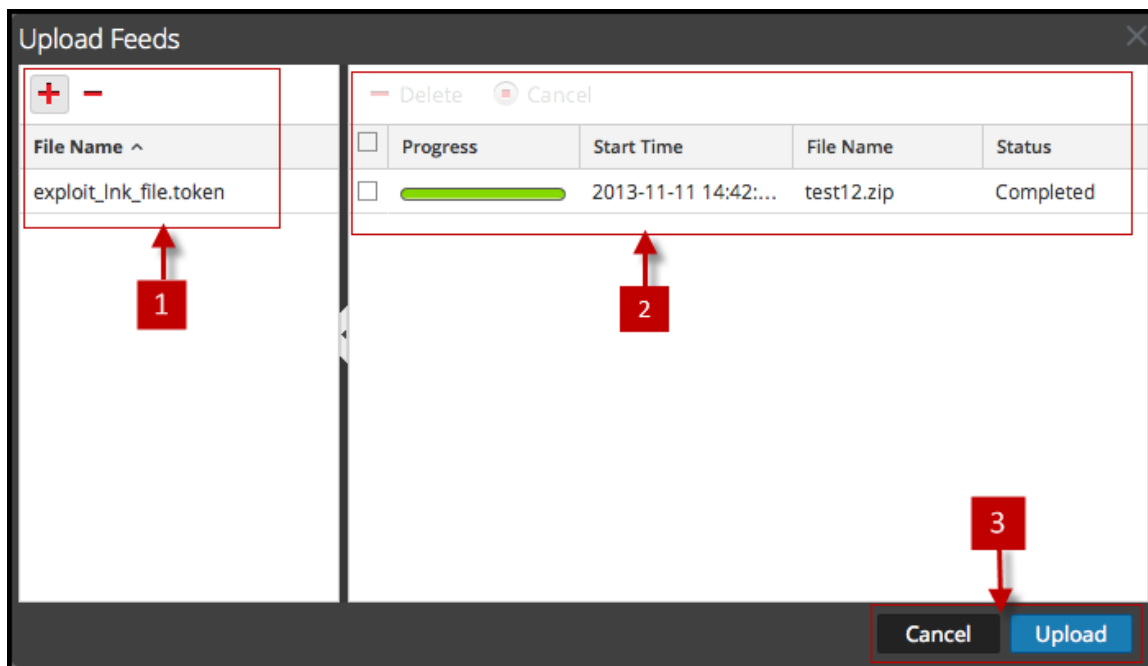 Upload Feeds
Delete Cancel
File Name Progress Start Time File Name Status
exploit_lnk_file.token 2013-11-11 14:42:... test12.zip Completed
1
2
3
Cancel Upload